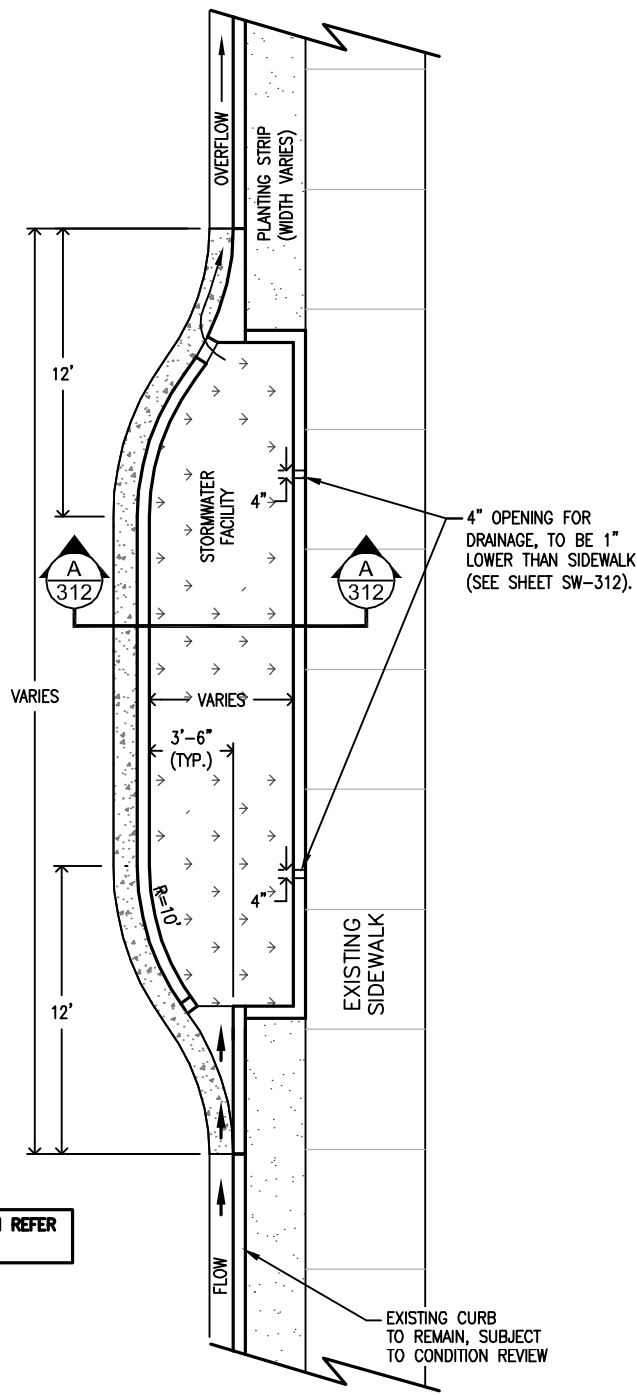 OVERFLOW
PLANTING STRIP
(WIDTH VARIES)
12'
STORMWATER
FACILITY
4"
4" OPENING FOR
DRAINAGE, TO BE 1"
LOWER THAN SIDEWALK
(SEE SHEET SW-312).
A
312
A
312
VARIES
VARIES
3'-6"
(TYP.)
R=10'
4"
EXISTING
SIDEWALK
12'
REFER
FLOW
EXISTING CURB
TO REMAIN, SUBJECT
TO CONDITION REVIEW